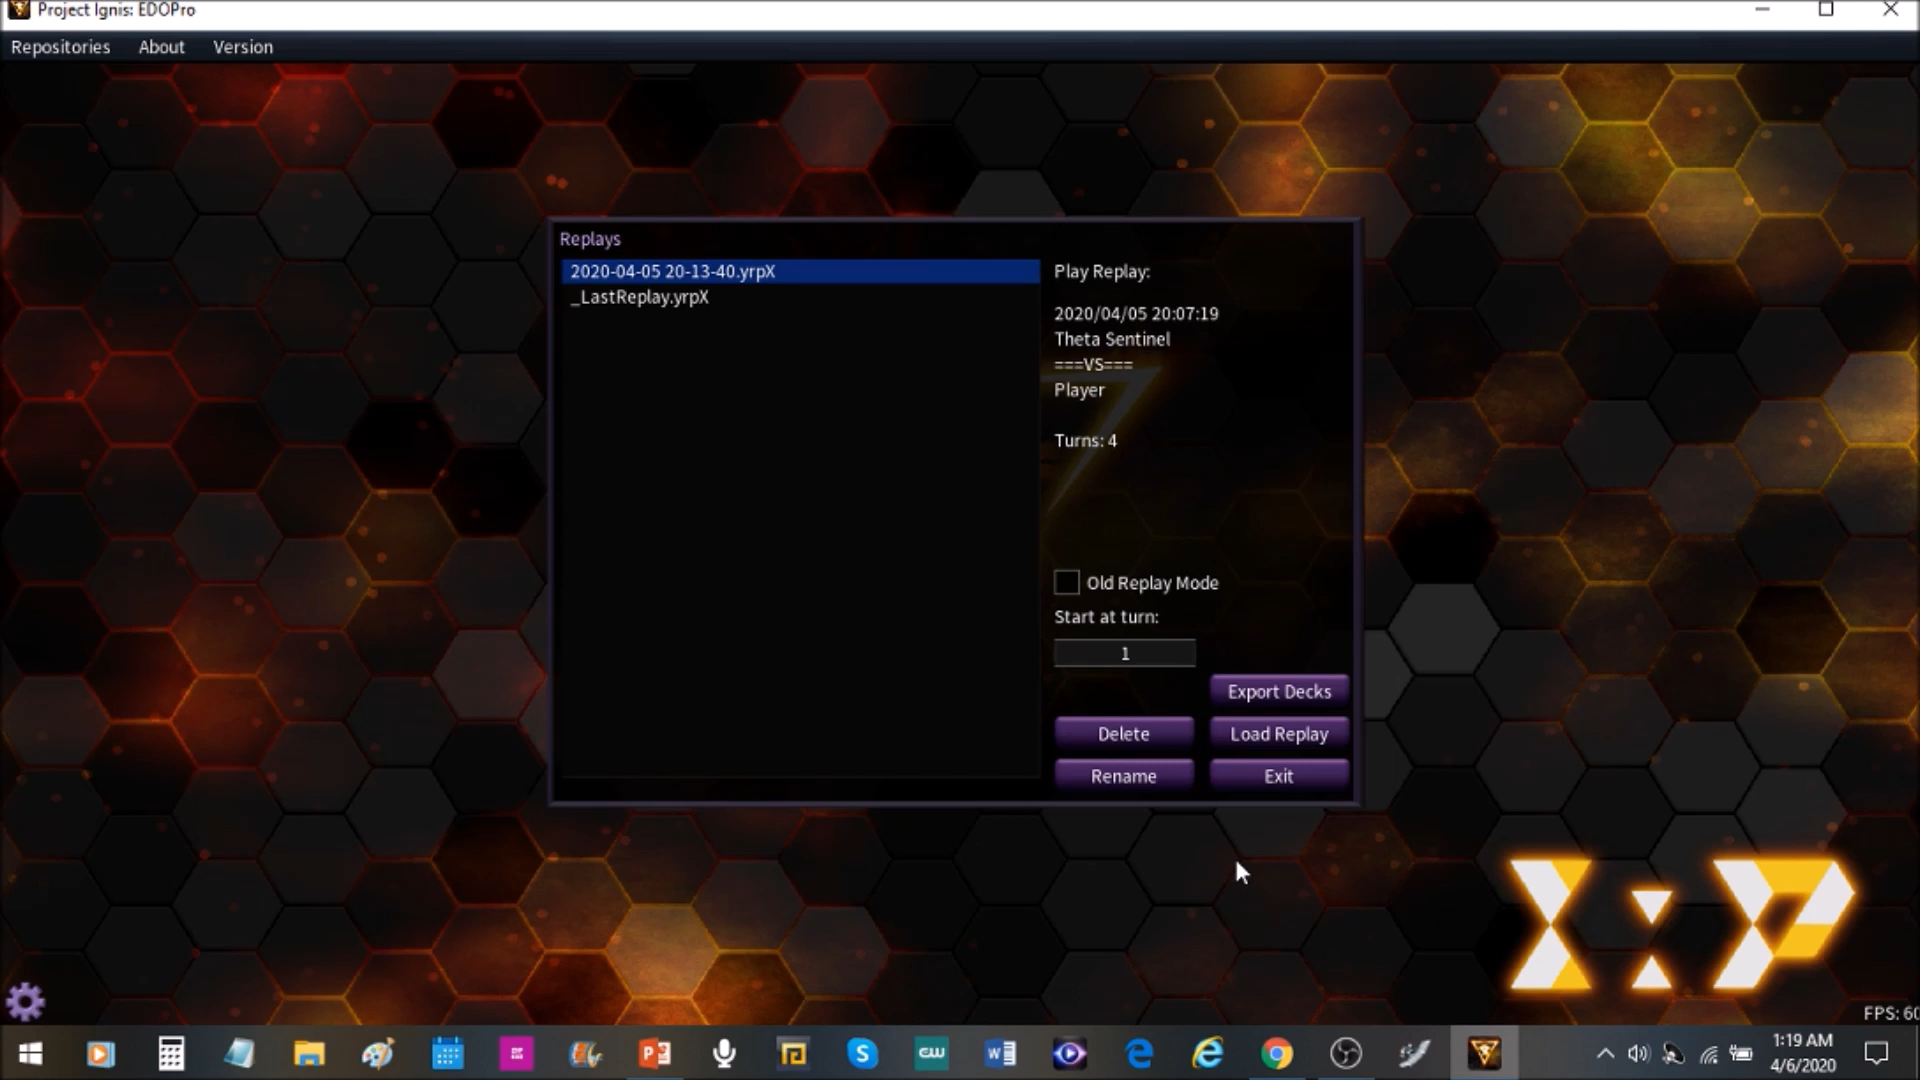 Project Ignis: EDOPro
Repositories About Version
Replays
2020-04-05 20-13-40.yrpX
_LastReplay.yrpX
Play Replay:
2020/04/05 20:07:19
Theta Sentinel
===VS===
Player
Turns: 4
Old Replay Mode
Start at turn:
1
Export Decks
Delete Load Replay
Rename Exit
FPS: 60
CW
1:19 AM
4/6/2020